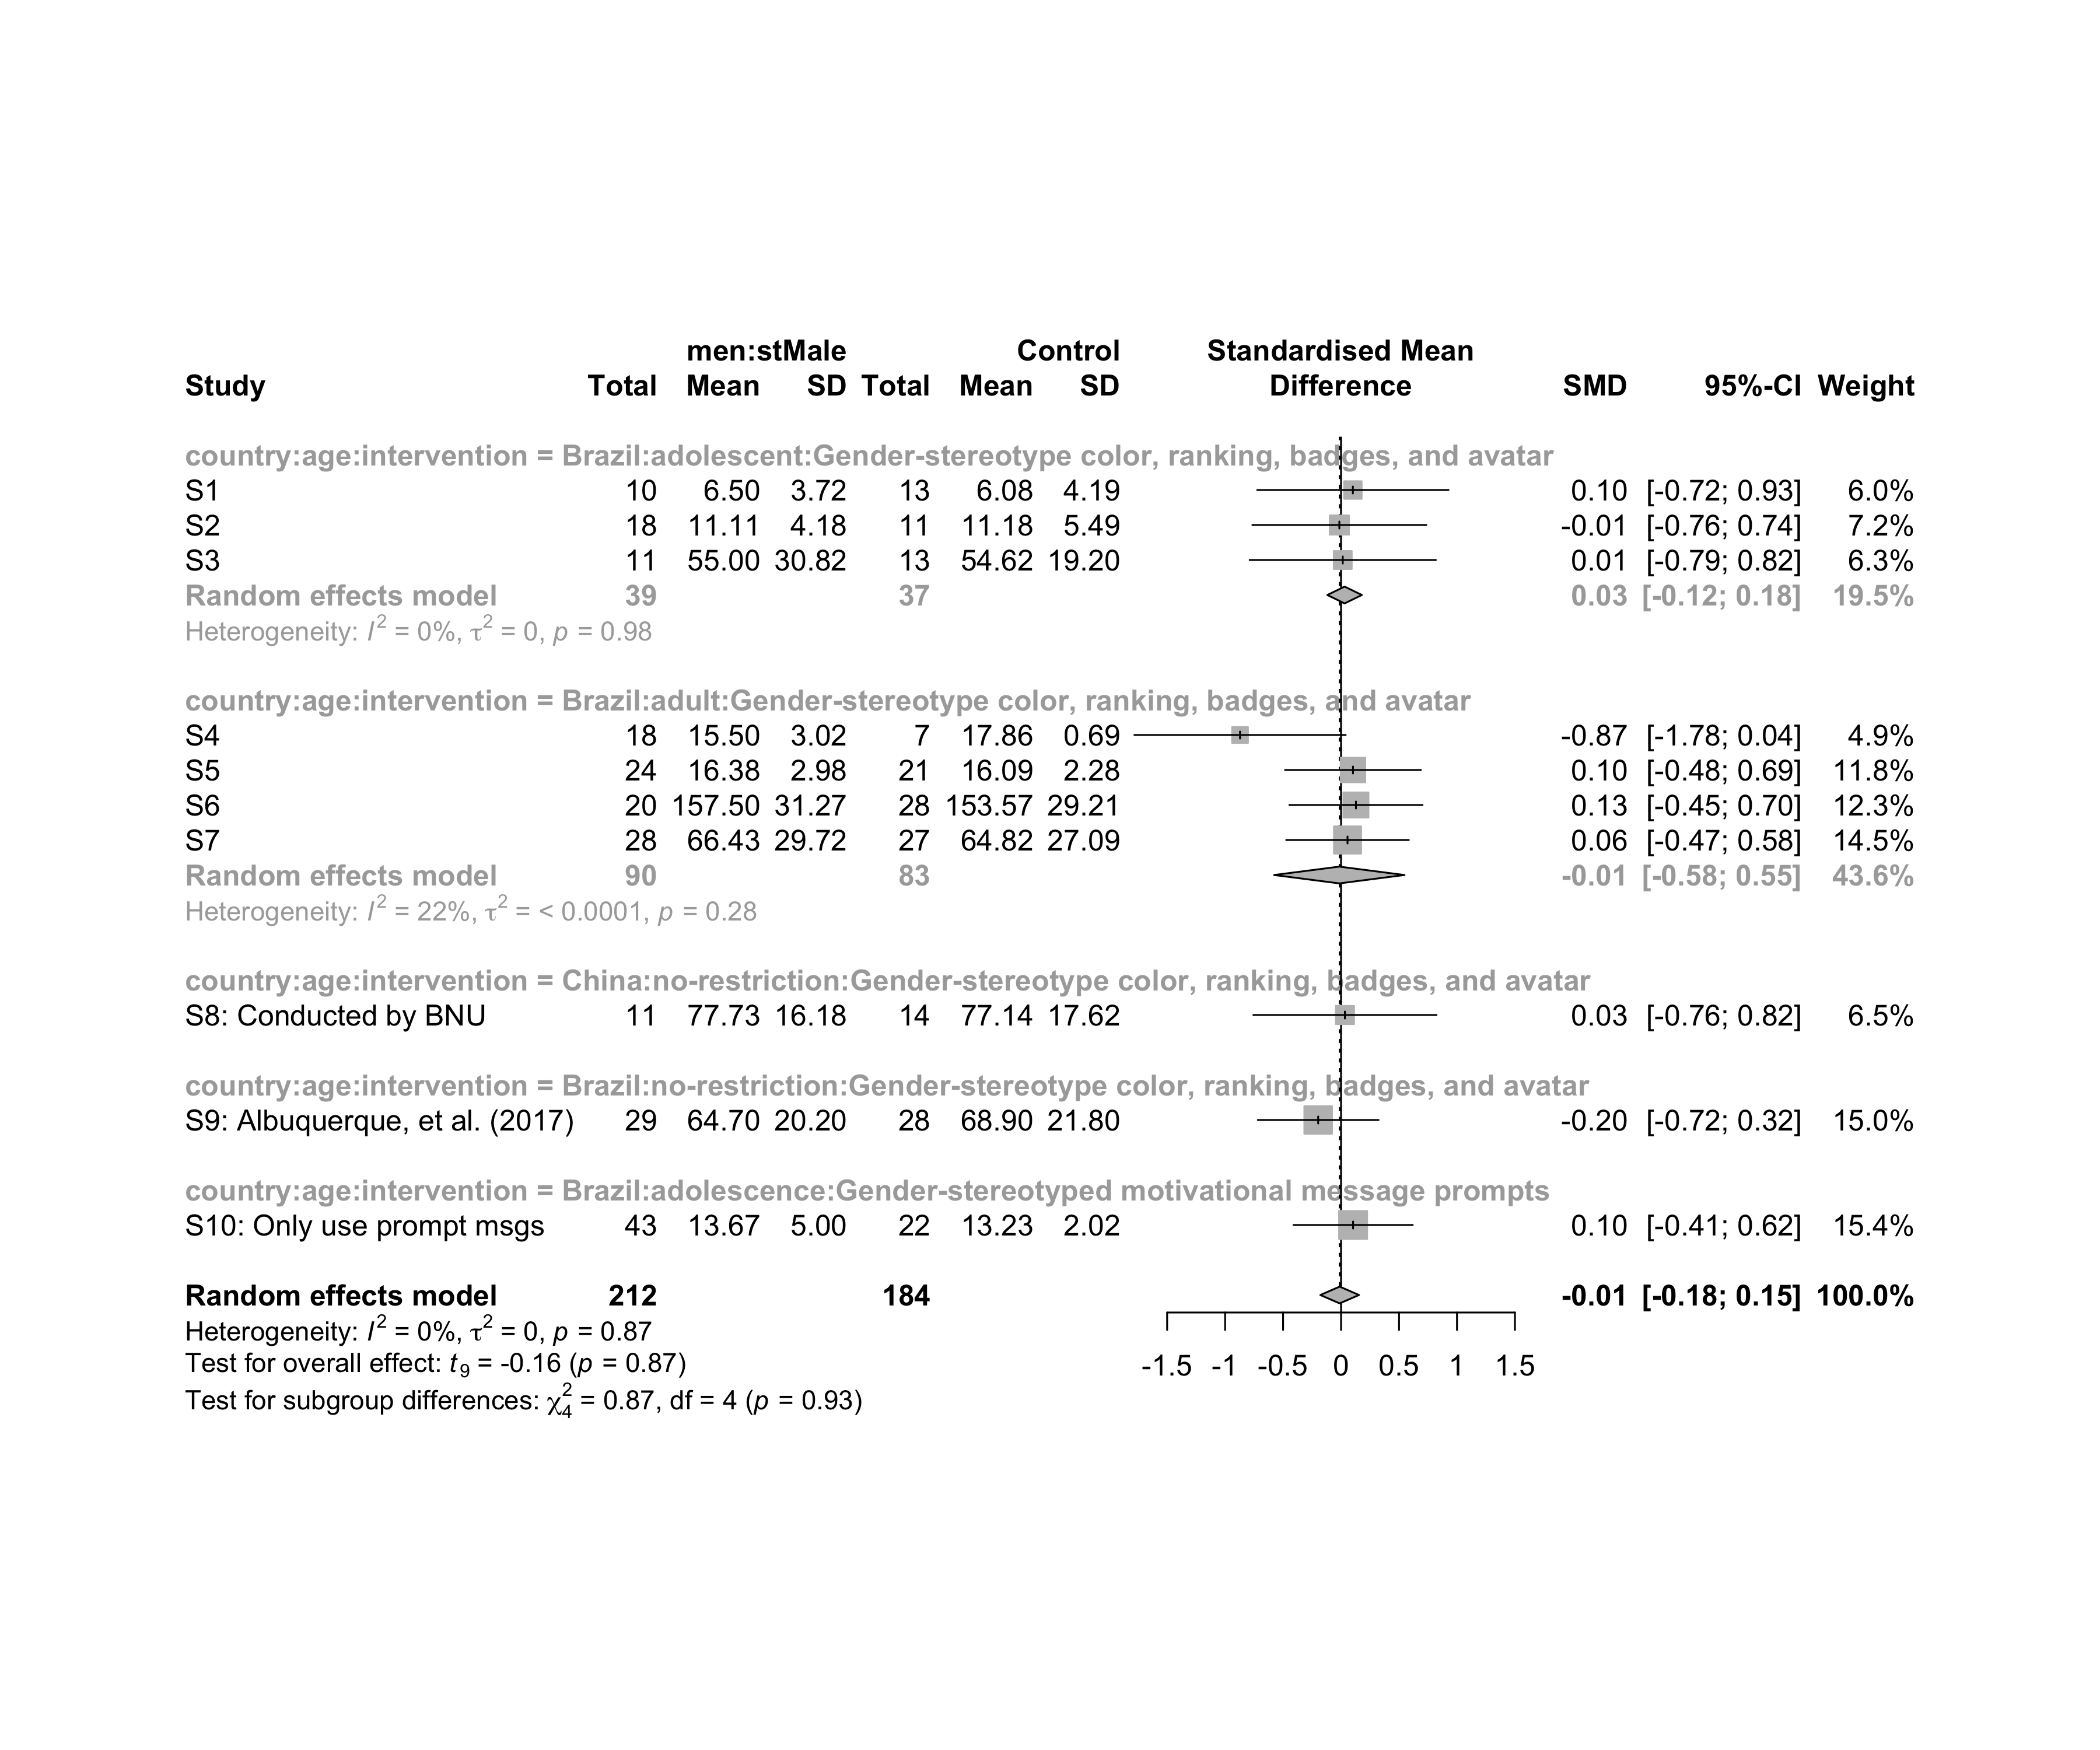 men:stMale Control Standardised Mean
Study Total Mean SD Total Mean SD Difference SMD 95%-CI Weight
country:age:intervention = Brazil:adolescent:Gender-stereotype color, ranking, badges, and avatar
S1 10 6.50 3.72 13 6.08 4.19 0.10 [-0.72; 0.93] 6.0%
S2 18 11.11 4.18 11 11.18 5.49 -0.01 [-0.76; 0.74] 7.2%
S3 11 55.00 30.82 13 54.62 19.20 0.01 [-0.79; 0.82] 6.3%
Random effects model 39 37 0.03 [-0.12; 0.18] 19.5%
Heterogeneity: I² = 0%, τ² = 0, p = 0.98
country:age:intervention = Brazil:adult:Gender-stereotype color, ranking, badges, and avatar
S4 18 15.50 3.02 7 17.86 0.69 -0.87 [-1.78; 0.04] 4.9%
S5 24 16.38 2.98 21 16.09 2.28 0.10 [-0.48; 0.69] 11.8%
S6 20 157.50 31.27 28 153.57 29.21 0.13 [-0.45; 0.70] 12.3%
S7 28 66.43 29.72 27 64.82 27.09 0.06 [-0.47; 0.58] 14.5%
Random effects model 90 83 -0.01 [-0.58; 0.55] 43.6%
Heterogeneity: I² = 22%, τ² = < 0.0001, p = 0.28
country:age:intervention = China:no-restriction:Gender-stereotype color, ranking, badges, and avatar
S8: Conducted by BNU 11 77.73 16.18 14 77.14 17.62 0.03 [-0.76; 0.82] 6.5%
country:age:intervention = Brazil:no-restriction:Gender-stereotype color, ranking, badges, and avatar
S9: Albuquerque, et al. (2017) 29 64.70 20.20 28 68.90 21.80 -0.20 [-0.72; 0.32] 15.0%
country:age:intervention = Brazil:adolescence:Gender-stereotyped motivational message prompts
S10: Only use prompt msgs 43 13.67 5.00 22 13.23 2.02 0.10 [-0.41; 0.62] 15.4%
Random effects model 212 184 -0.01 [-0.18; 0.15] 100.0%
Heterogeneity: I² = 0%, τ² = 0, p = 0.87
Test for overall effect: t₉ = -0.16 (p = 0.87)
-1.5 -1 -0.5 0 0.5 1 1.5
Test for subgroup differences: χ²₄ = 0.87, df = 4 (p = 0.93)